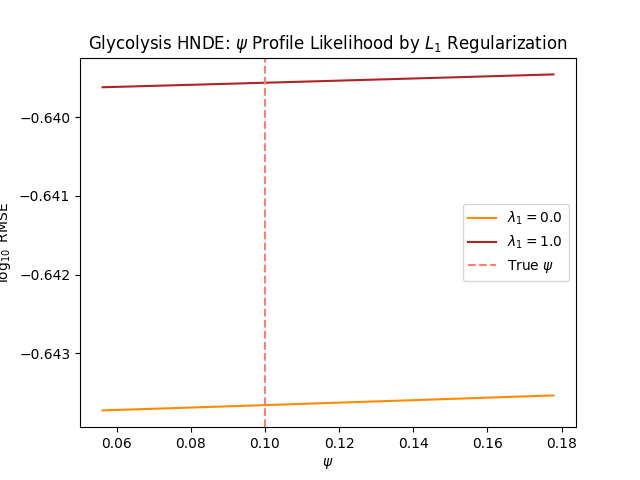 Glycolysis HNDE: ψ Profile Likelihood by L₁ Regularization
−0.640
−0.641
−0.642
−0.643
log₁₀ RMSE
λ₁ = 0.0
λ₁ = 1.0
True ψ
0.06 0.08 0.10 0.12 0.14 0.16 0.18
ψ